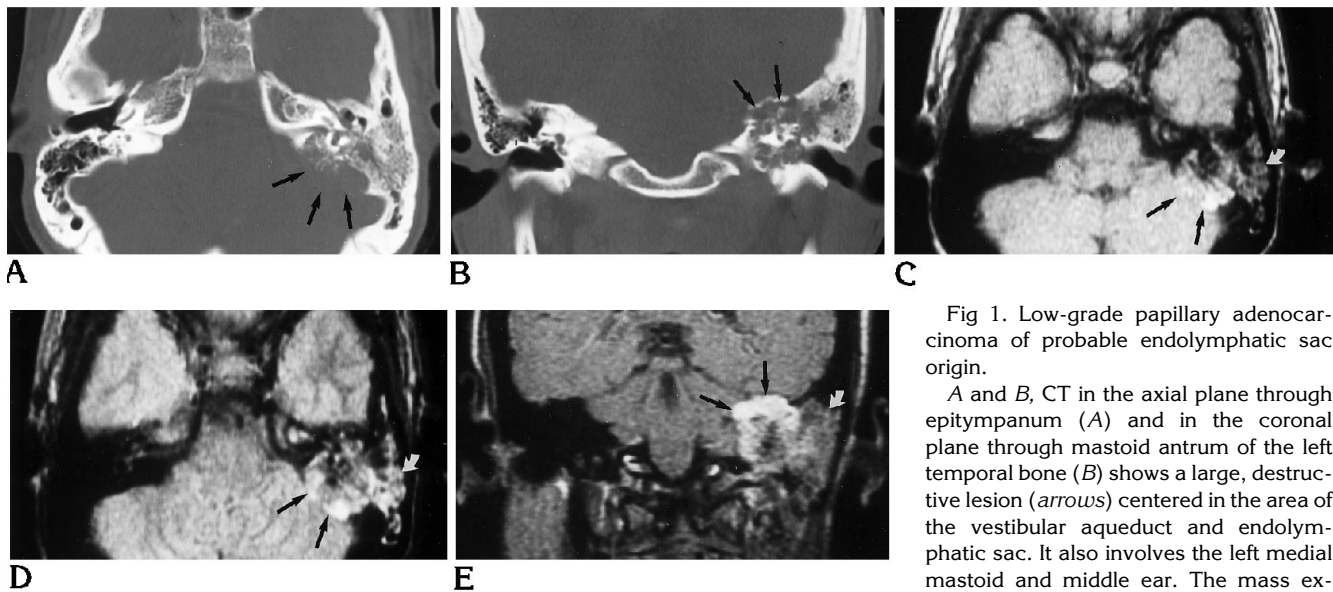 A
B
C
D
E
Fig 1. Low-grade papillary adenocar-
cinoma of probable endolymphatic sac
origin.
A and B, CT in the axial plane through
epitympanum (A) and in the coronal
plane through mastoid antrum of the left
temporal bone (B) shows a large, destruc-
tive lesion (arrows) centered in the area of
the vestibular aqueduct and endolym-
phatic sac. It also involves the left medial
mastoid and middle ear. The mass ex-